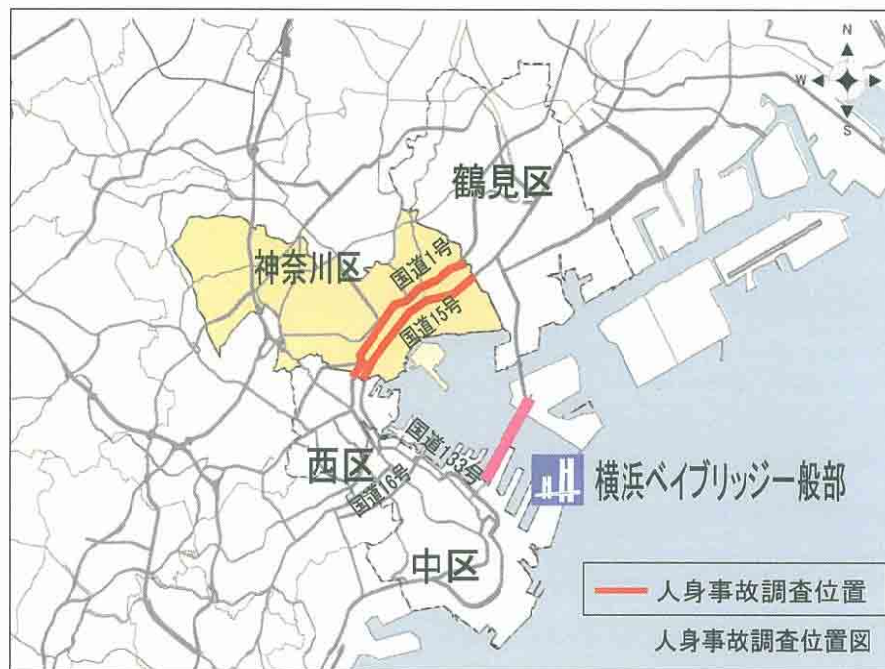 N
W
S
鶴見区
神奈川区
国道1号
国道15号
西区
国道133号
国道16号
横浜ベイブリッジ一般部
中区
人身事故調査位置
人身事故調査位置図